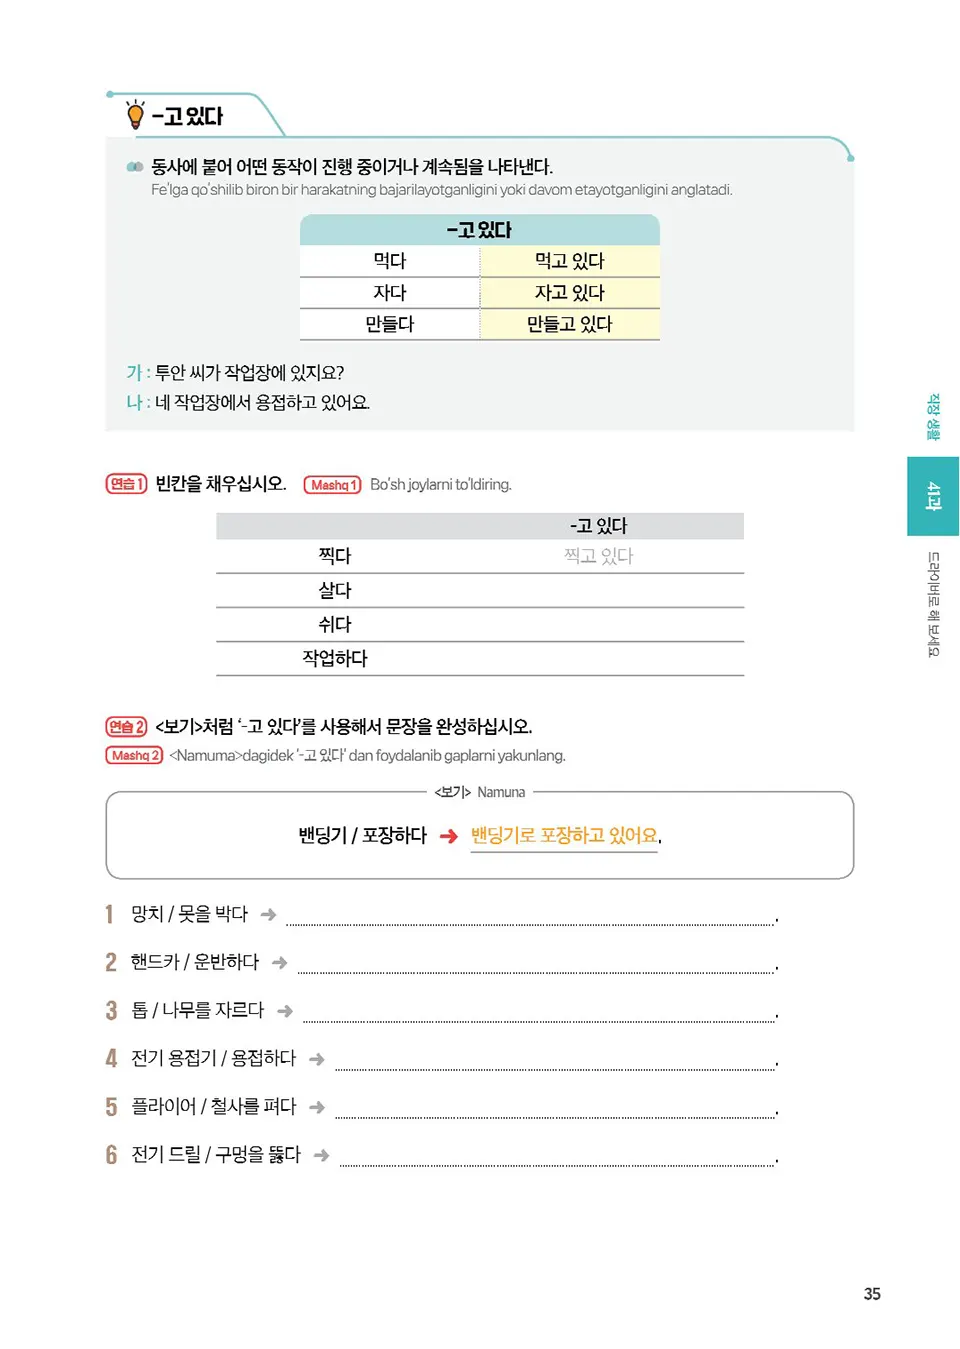 -고 있다
동사에 붙어 어떤 동작이 진행 중이거나 계속됨을 나타낸다.
Fe'lga qo'shilib biron bir harakatning bajarilayotganligini yoki davom etayotganligini anglatadi.
-고 있다
먹다 먹고 있다
자다 자고 있다
만들다 만들고 있다
가 : 투안 씨가 작업장에 있지요?
나 : 네 작업장에서 용접하고 있어요.
직장 생활
41과
드라이버로 해 보세요
연습 1 빈칸을 채우십시오. Mashq 1 Bo'sh joylarni to'ldiring.
-고 있다
찍다 찍고 있다
살다
쉬다
작업하다
연습 2 <보기>처럼 '-고 있다'를 사용해서 문장을 완성하십시오.
Mashq 2 <Namuma>dagidek '-고 있다' dan foydalanib gaplarni yakunlang.
<보기> Namuna
밴딩기 / 포장하다 ➜ 밴딩기로 포장하고 있어요.
1 망치 / 못을 박다 ➜ .
2 핸드카 / 운반하다 ➜ .
3 톱 / 나무를 자르다 ➜ .
4 전기 용접기 / 용접하다 ➜ .
5 플라이어 / 철사를 펴다 ➜ .
6 전기 드릴 / 구멍을 뚫다 ➜ .
35